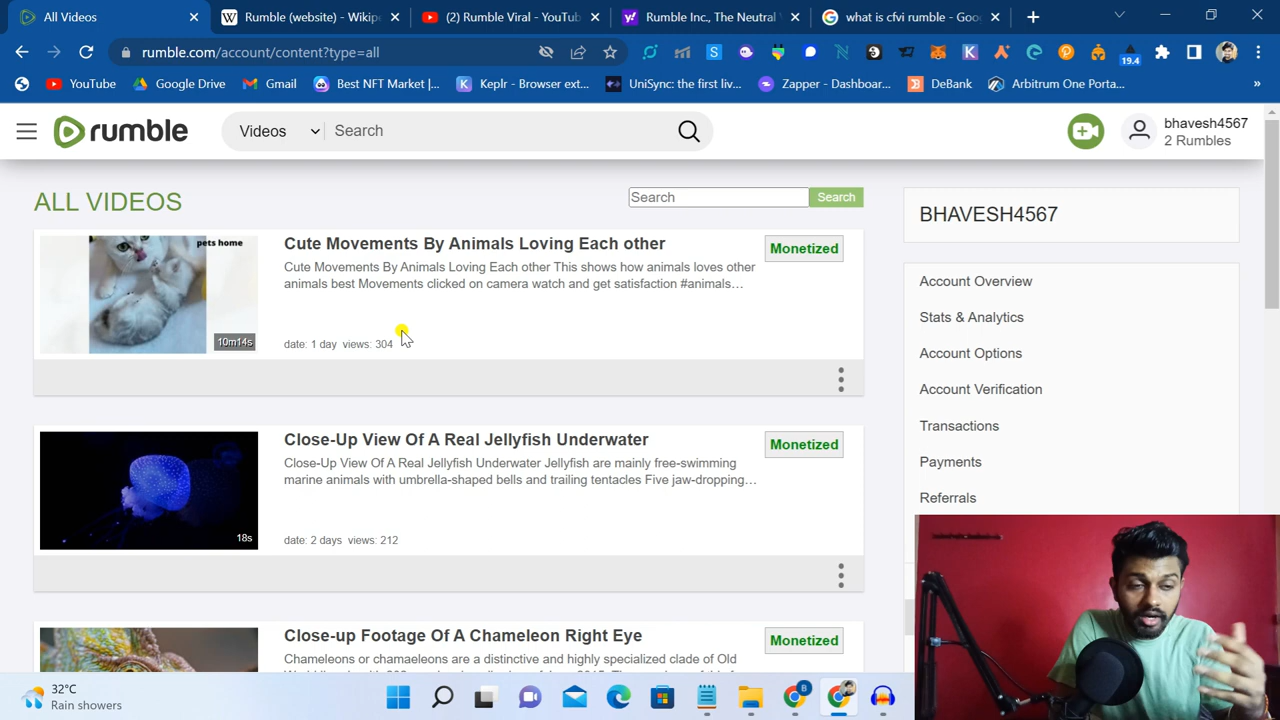 All Videos
Rumble (website) - Wikip
(2) Rumble Viral - YouTub
Rumble Inc., The Neutral
what is cfvi rumble - Goo
rumble.com/account/content?type=all
19.4
YouTube
Google Drive
Gmail
Best NFT Market |...
Keplr - Browser ext...
UniSync: the first liv...
Zapper - Dashboar...
DeBank
Arbitrum One Porta...
»
rumble
Videos
Search
bhavesh4567
2 Rumbles
ALL VIDEOS
Search
Search
BHAVESH4567
pets home
10m14s
Cute Movements By Animals Loving Each other
Monetized
Cute Movements By Animals Loving Each other This shows how animals loves other
animals best Movements clicked on camera watch and get satisfaction #animals...
date: 1 day views: 304
Account Overview
Stats & Analytics
Account Options
Account Verification
Transactions
Payments
Referrals
18s
Close-Up View Of A Real Jellyfish Underwater
Monetized
Close-Up View Of A Real Jellyfish Underwater Jellyfish are mainly free-swimming
marine animals with umbrella-shaped bells and trailing tentacles Five jaw-dropping...
date: 2 days views: 212
Close-up Footage Of A Chameleon Right Eye
Monetized
Chameleons or chamaeleons are a distinctive and highly specialized clade of Old
32°C
Rain showers